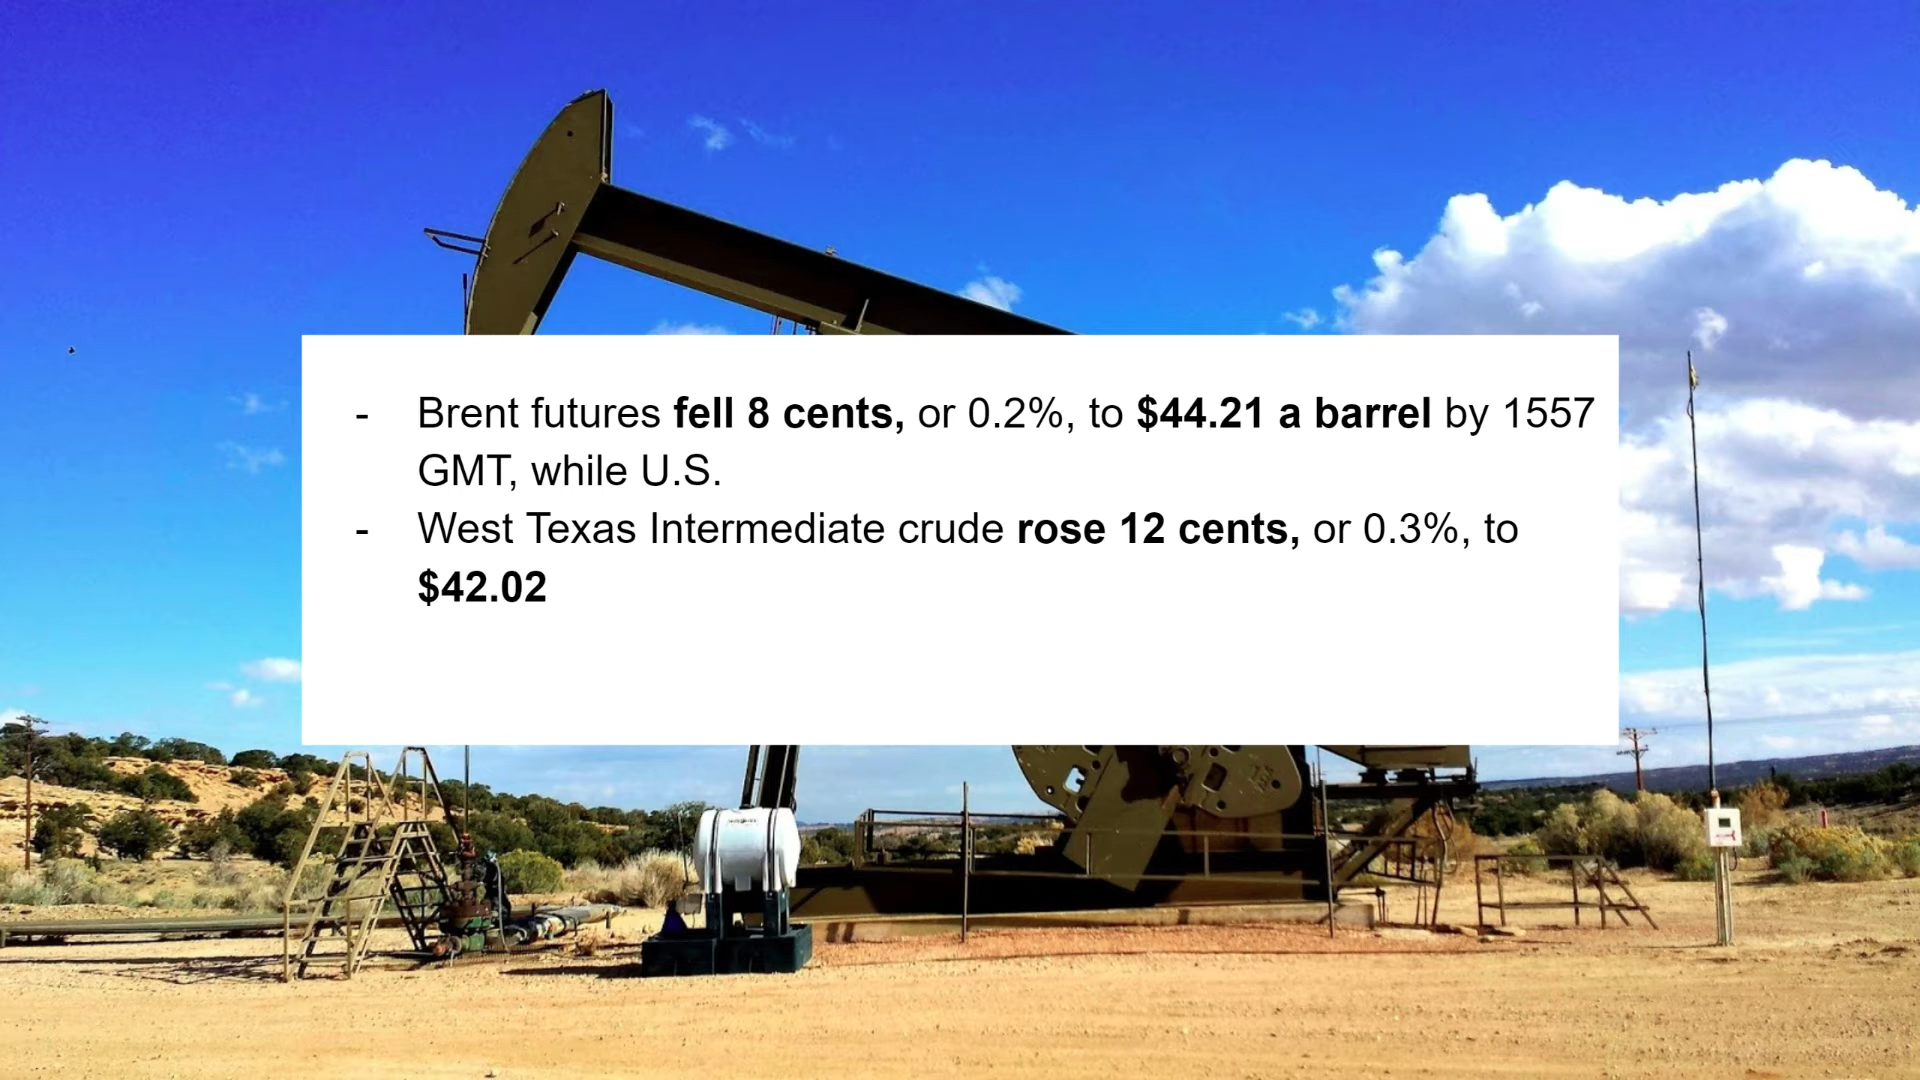 - Brent futures fell 8 cents, or 0.2%, to $44.21 a barrel by 1557
GMT, while U.S.
- West Texas Intermediate crude rose 12 cents, or 0.3%, to
$42.02